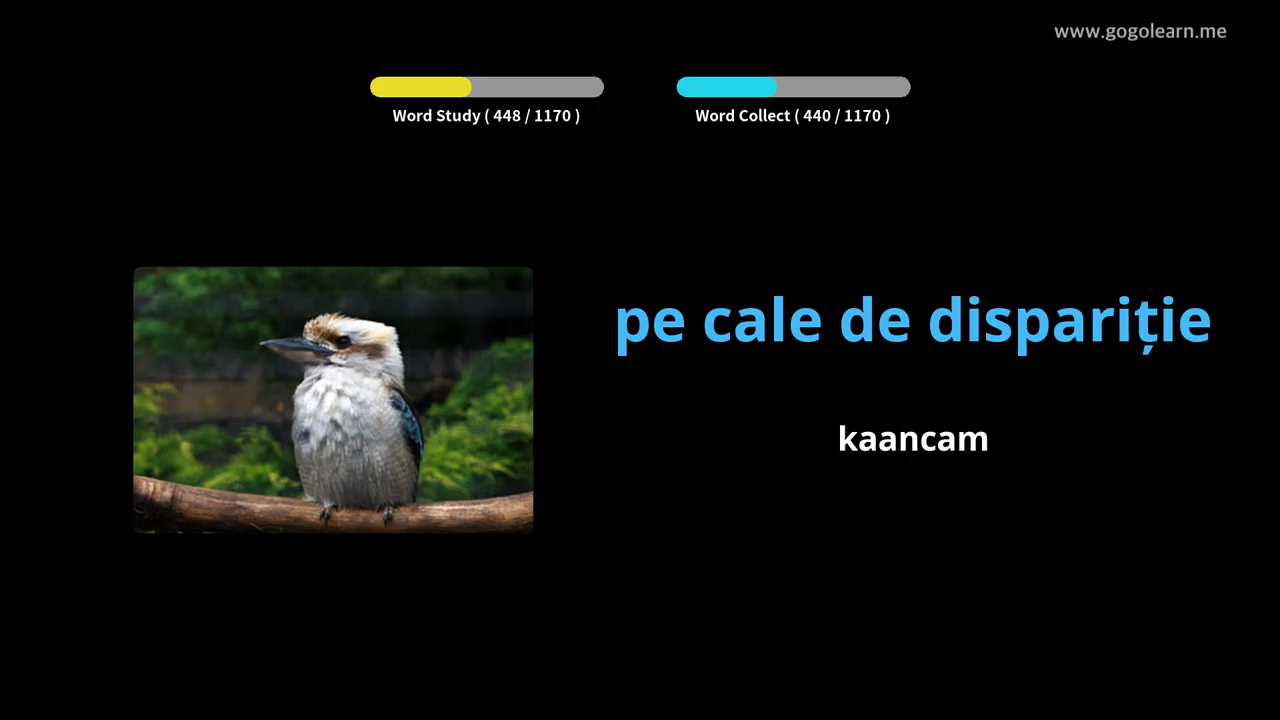 www.gogolearn.me
Word Study ( 448 / 1170 )
Word Collect ( 440 / 1170 )
pe cale de dispariție
kaancam